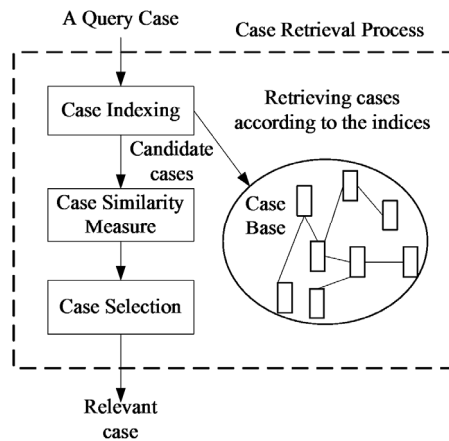 A Query Case
Case Retrieval Process
Case Indexing
Retrieving cases
according to the indices
Candidate
cases
Case Similarity
Measure
Case
Base
Case Selection
Relevant
case